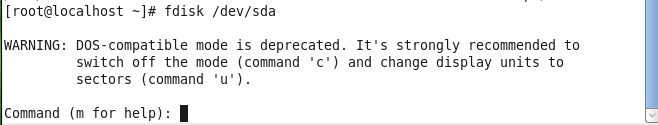 [root@localhost ~]# fdisk /dev/sda
WARNING: DOS-compatible mode is deprecated. It's strongly recommended to
switch off the mode (command 'c') and change display units to
sectors (command 'u').
Command (m for help):